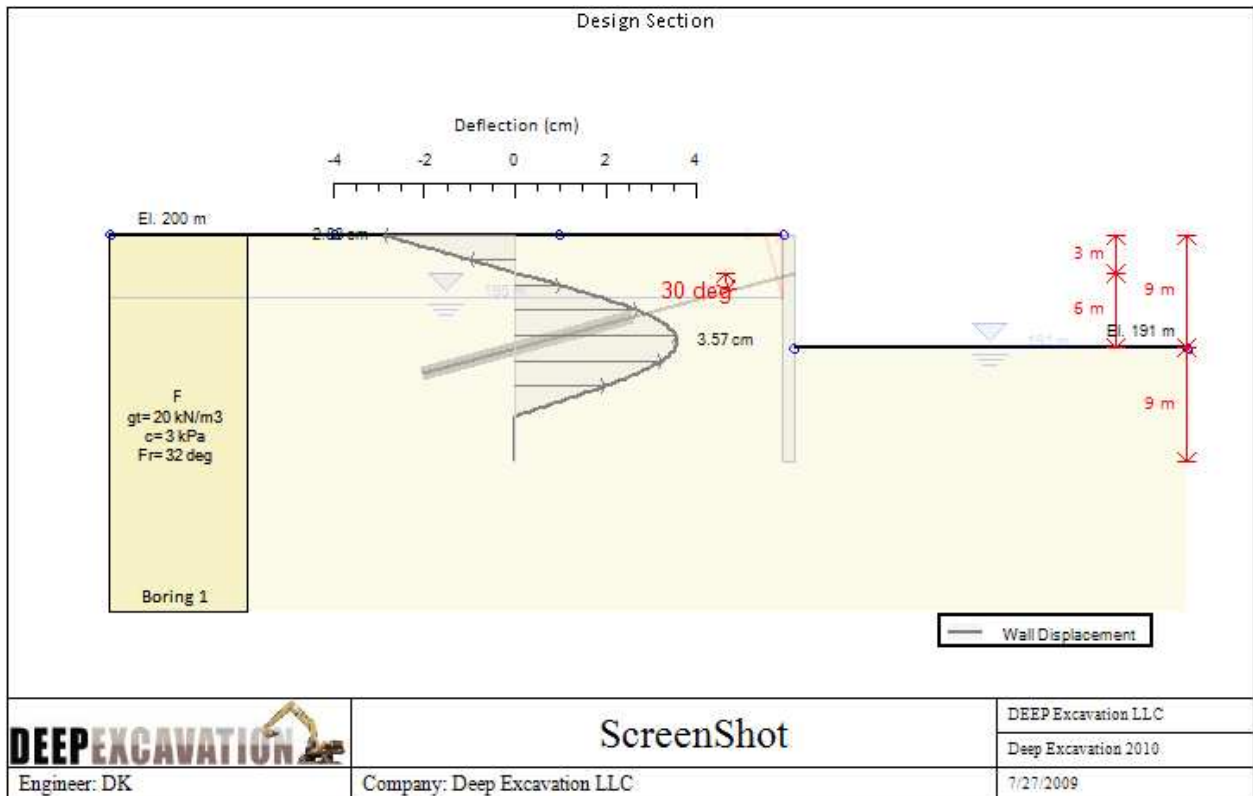 Design Section
Deflection (cm)
-4 -2 0 2 4
El. 200 m
3 m
9 m
30 deg
6 m
3.57 cm
El. 191 m
9 m
F
gt= 20 kN/m3
c= 3 kPa
Fr= 32 deg
Boring 1
Wall Displacement
DEEP EXCAVATION
ScreenShot
DEEP Excavation LLC
Deep Excavation 2010
Engineer: DK
Company: Deep Excavation LLC
7/27/2009